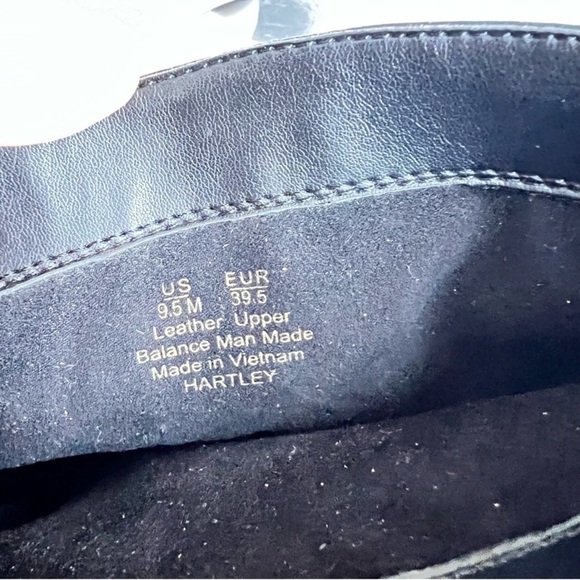 US EUR
9.5 M 39.5
Leather Upper
Balance Man Made
Made in Vietnam
HARTLEY